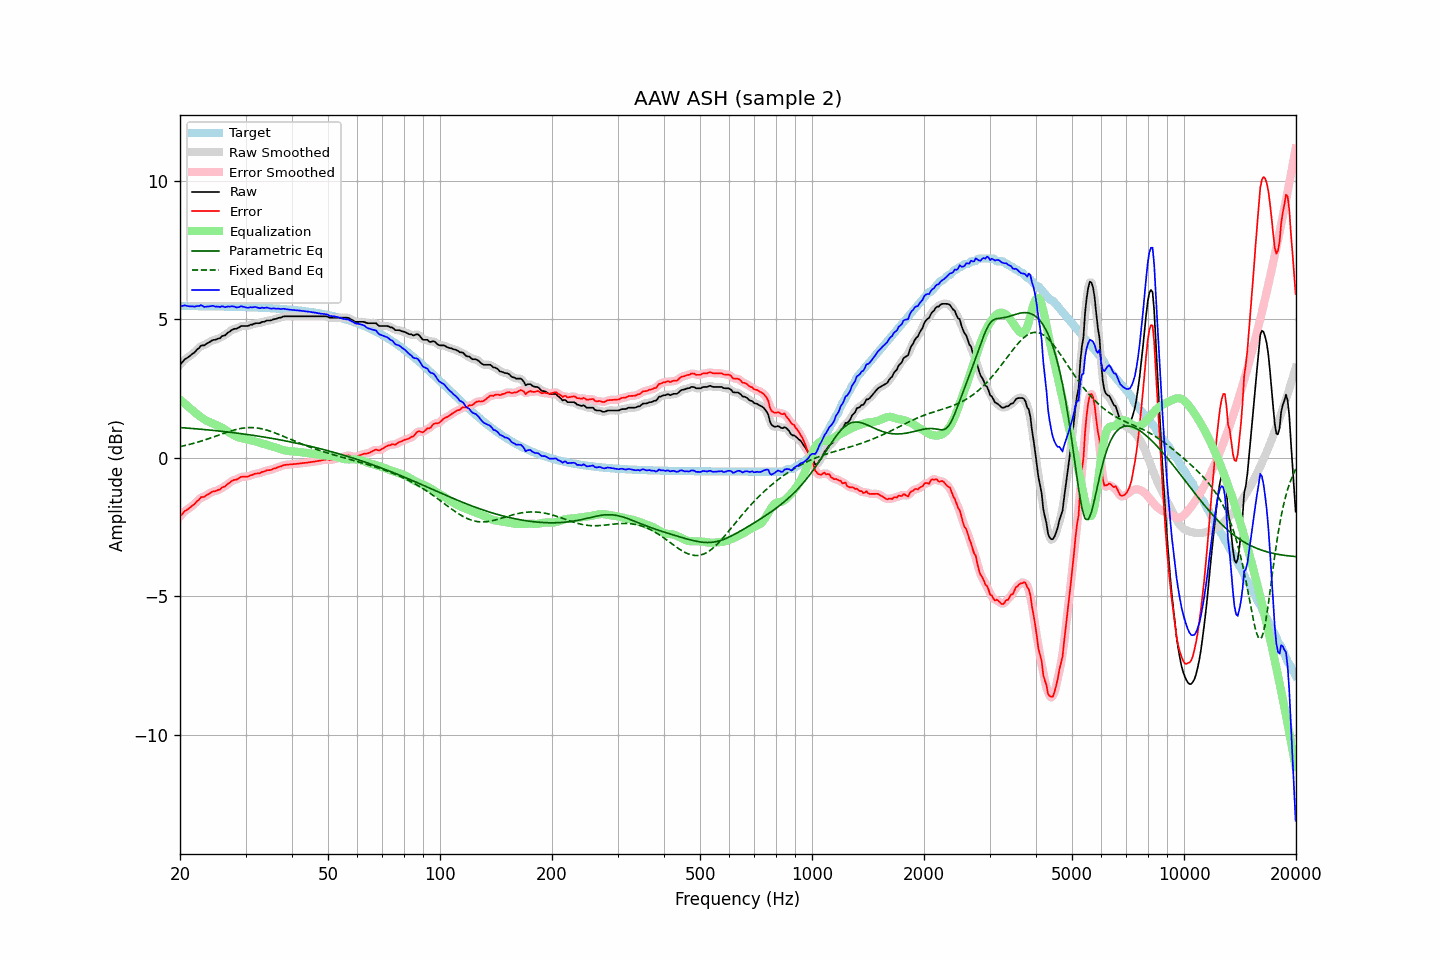 AAW ASH (sample 2)
Target
Raw Smoothed
Error Smoothed
Raw
Error
Equalization
Parametric Eq
Fixed Band Eq
Equalized
10
5
0
−5
−10
Amplitude (dBr)
20 50 100 200 500 1000 2000 5000 10000 20000
Frequency (Hz)